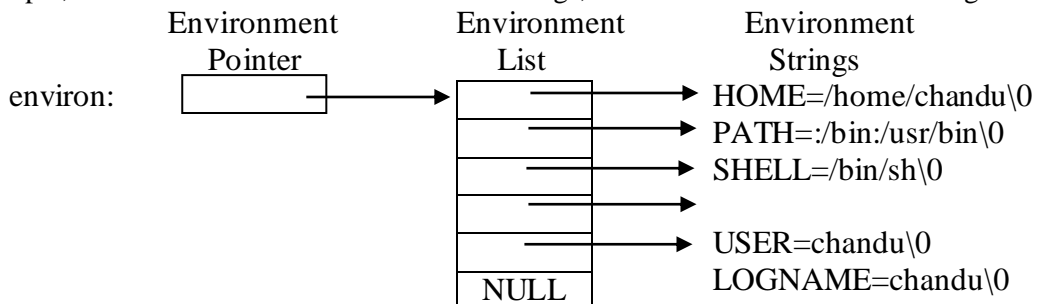 Environment Environment Environment
Pointer List Strings
environ: HOME=/home/chandu\0
PATH=:/bin:/usr/bin\0
SHELL=/bin/sh\0
USER=chandu\0
LOGNAME=chandu\0
NULL